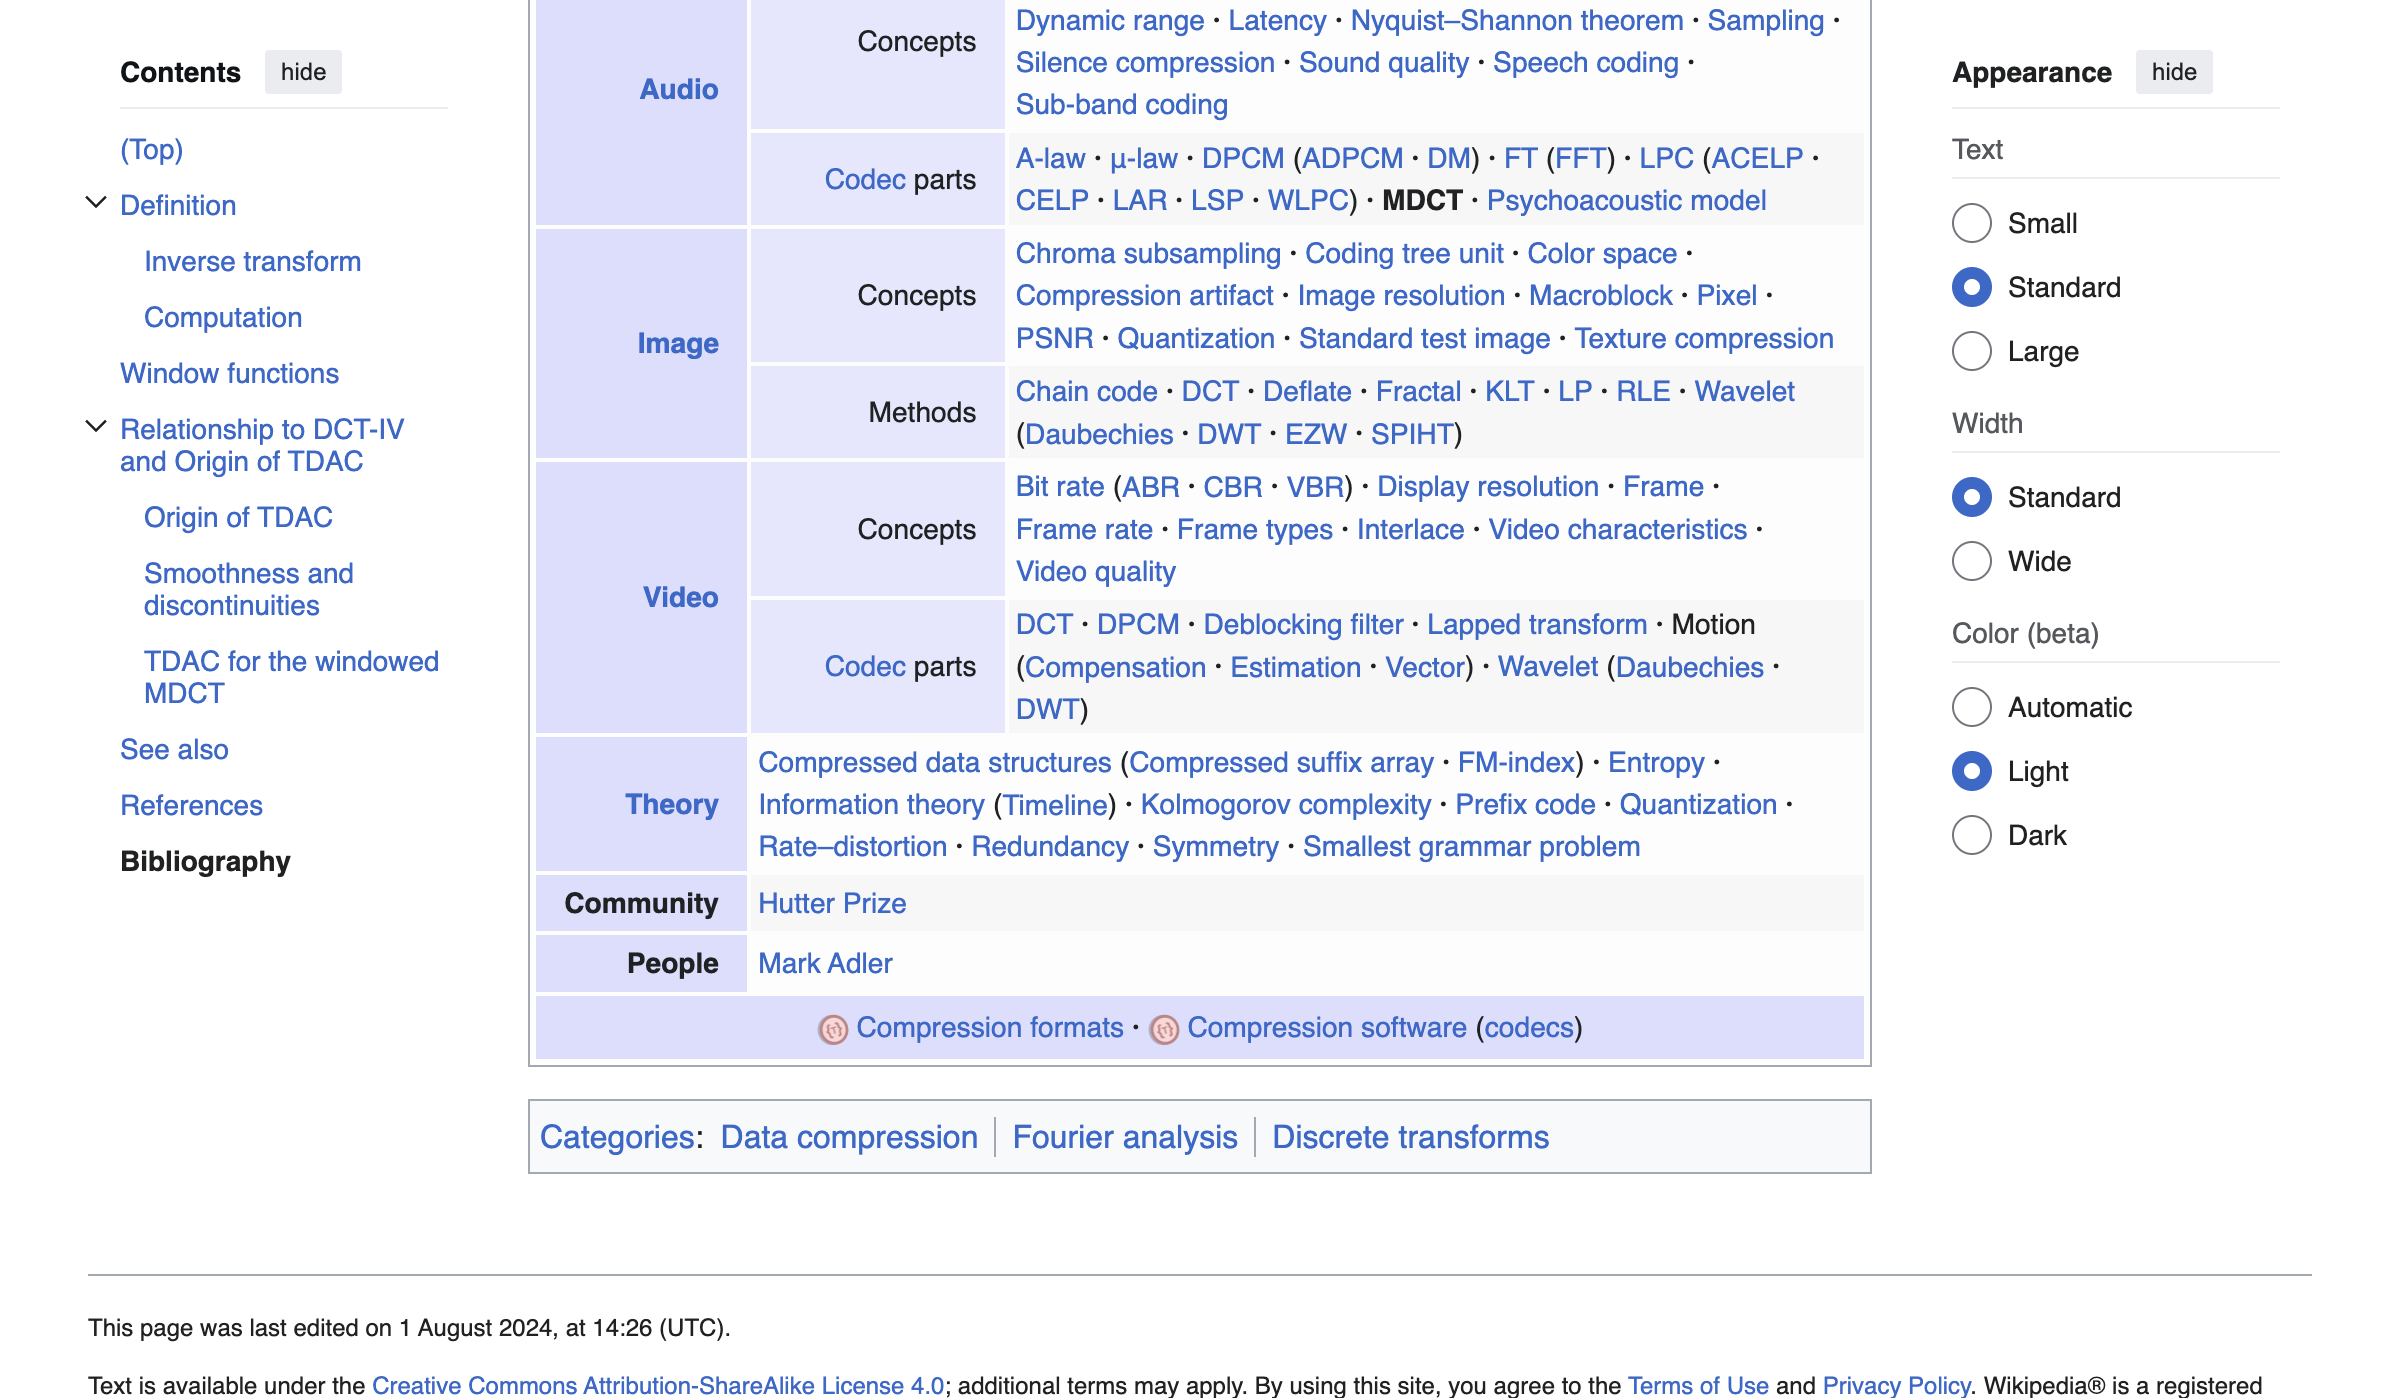 Contents hide
(Top)
Definition
Inverse transform
Computation
Window functions
Relationship to DCT-IV
and Origin of TDAC
Origin of TDAC
Smoothness and
discontinuities
TDAC for the windowed
MDCT
See also
References
Bibliography
Audio
Concepts
Dynamic range · Latency · Nyquist–Shannon theorem · Sampling ·
Silence compression · Sound quality · Speech coding ·
Sub-band coding
Codec parts
A-law · μ-law · DPCM (ADPCM · DM) · FT (FFT) · LPC (ACELP ·
CELP · LAR · LSP · WLPC) · MDCT · Psychoacoustic model
Image
Concepts
Chroma subsampling · Coding tree unit · Color space ·
Compression artifact · Image resolution · Macroblock · Pixel ·
PSNR · Quantization · Standard test image · Texture compression
Methods
Chain code · DCT · Deflate · Fractal · KLT · LP · RLE · Wavelet
(Daubechies · DWT · EZW · SPIHT)
Video
Concepts
Bit rate (ABR · CBR · VBR) · Display resolution · Frame ·
Frame rate · Frame types · Interlace · Video characteristics ·
Video quality
Codec parts
DCT · DPCM · Deblocking filter · Lapped transform · Motion
(Compensation · Estimation · Vector) · Wavelet (Daubechies ·
DWT)
Theory
Compressed data structures (Compressed suffix array · FM-index) · Entropy ·
Information theory (Timeline) · Kolmogorov complexity · Prefix code · Quantization ·
Rate–distortion · Redundancy · Symmetry · Smallest grammar problem
Community
Hutter Prize
People
Mark Adler
Compression formats · Compression software (codecs)
Categories: Data compression | Fourier analysis | Discrete transforms
Appearance hide
Text
Small
Standard
Large
Width
Standard
Wide
Color (beta)
Automatic
Light
Dark
This page was last edited on 1 August 2024, at 14:26 (UTC).
Text is available under the Creative Commons Attribution-ShareAlike License 4.0; additional terms may apply. By using this site, you agree to the Terms of Use and Privacy Policy. Wikipedia® is a registered